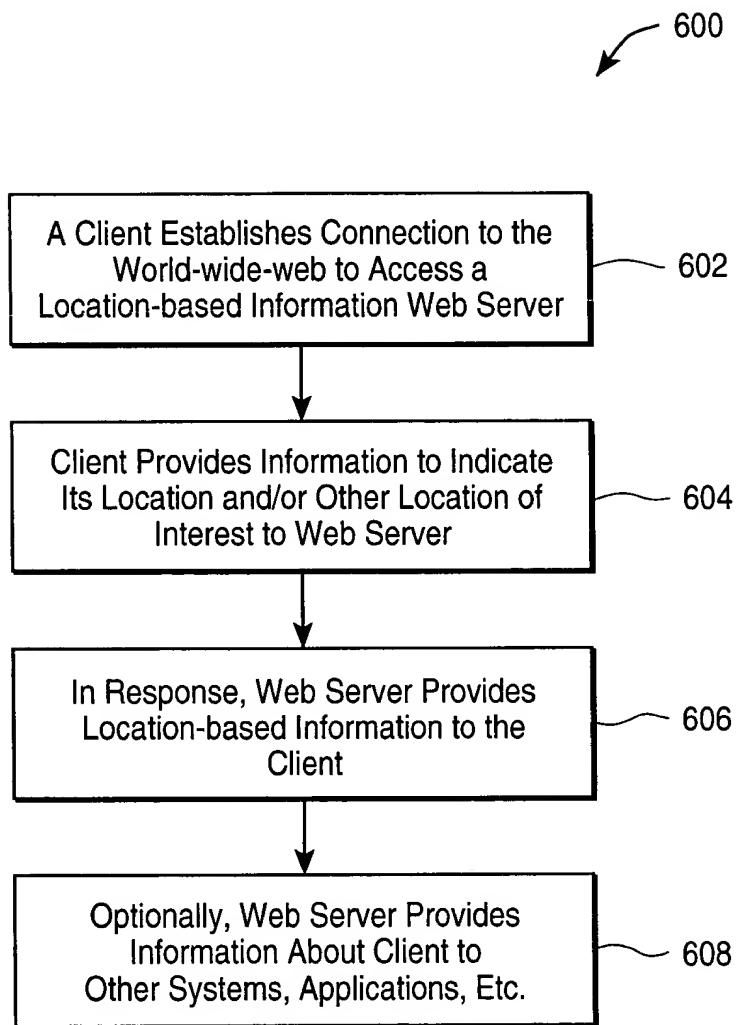 600
A Client Establishes Connection to the
World-wide-web to Access a
Location-based Information Web Server
602
Client Provides Information to Indicate
Its Location and/or Other Location of
Interest to Web Server
604
In Response, Web Server Provides
Location-based Information to the
Client
606
Optionally, Web Server Provides
Information About Client to
Other Systems, Applications, Etc.
608